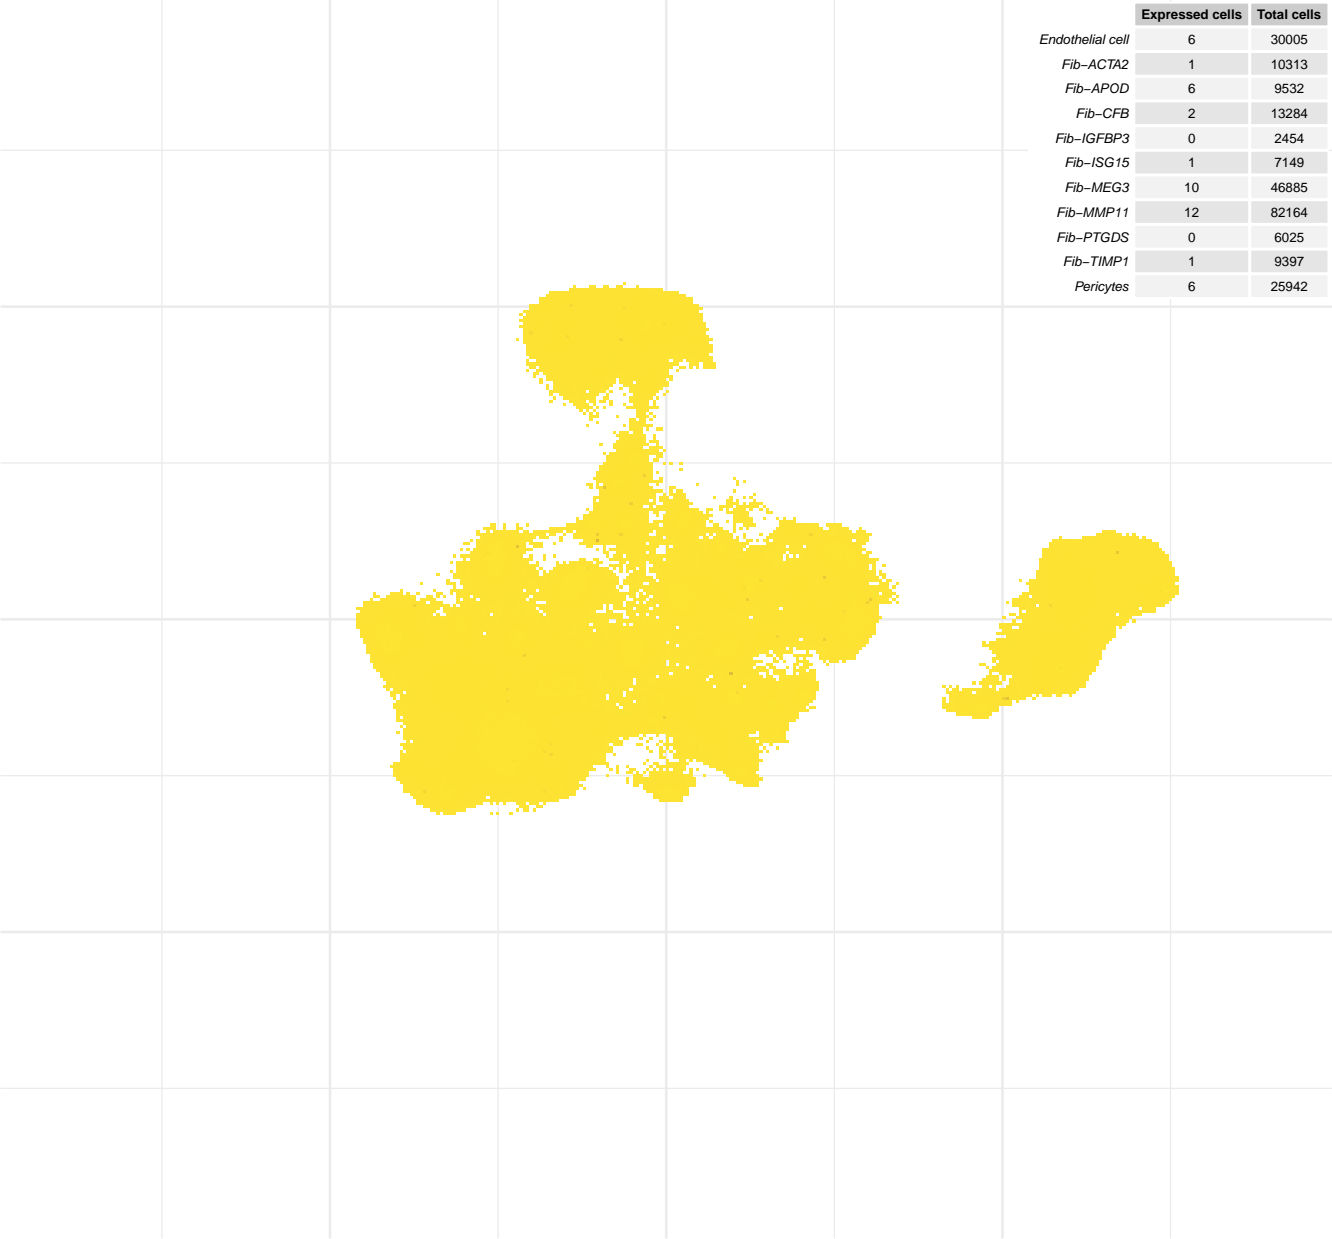 Expressed cells Total cells
Endothelial cell 6 30005
Fib−ACTA2 1 10313
Fib−APOD 6 9532
Fib−CFB 2 13284
Fib−IGFBP3 0 2454
Fib−ISG15 1 7149
Fib−MEG3 10 46885
Fib−MMP11 12 82164
Fib−PTGDS 0 6025
Fib−TIMP1 1 9397
Pericytes 6 25942